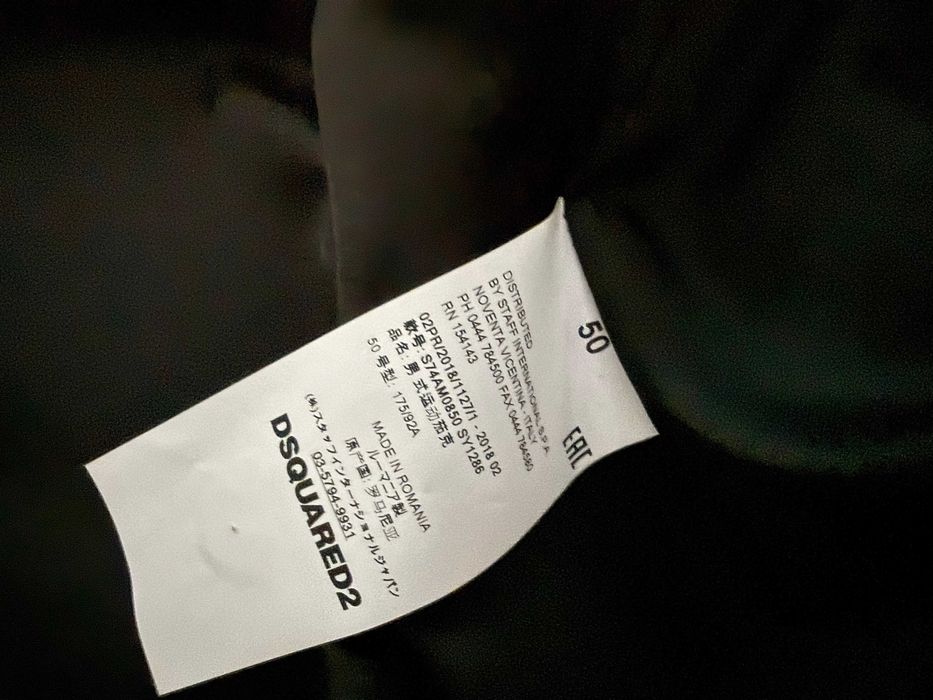 50
EAC
DISTRIBUTED
BY STAFF INTERNATIONAL S.P.A.
NOVENTA VICENTINA - ITALY
PH 0444 784500 FAX 0444 784560
RN 154143
02PR/2018/1127/1 - 2018 02
款号: S74AM0850 SY1286
品名: 男式运动茄克
50 号型: 175/92A
MADE IN ROMANIA
ルーマニア製
原产国: 罗马尼亚
(株)スタッフインターナショナルジャパン
03-5794-9931
DSQUARED2